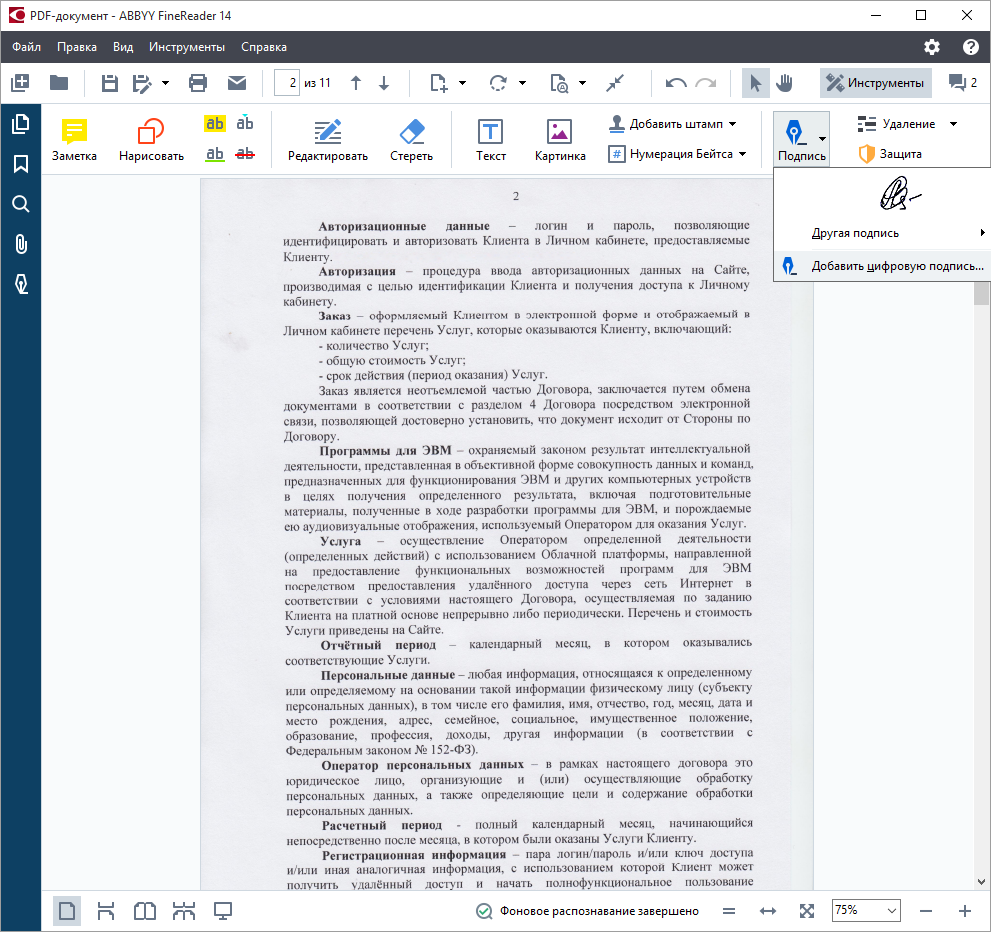 PDF-документ - ABBYY FineReader 14
Файл Правка Вид Инструменты Справка
2 из 11 Инструменты 2
Заметка Нарисовать ab ab ab ab Редактировать Стереть Текст Картинка Добавить штамп Нумерация Бейтса Подпись Удаление Защита
Другая подпись
Добавить цифровую подпись...
2
Авторизационные данные – логин и пароль, позволяющие
идентифицировать и авторизовать Клиента в Личном кабинете, предоставляемые
Клиенту.
Авторизация – процедура ввода авторизационных данных на Сайте,
производимая с целью идентификации Клиента и получения доступа к Личному
кабинету.
Заказ – оформляемый Клиентом в электронной форме и отображаемый в
Личном кабинете перечень Услуг, которые оказываются Клиенту, включающий:
- количество Услуг;
- общую стоимость Услуг;
- срок действия (период оказания) Услуг.
Заказ является неотъемлемой частью Договора, заключается путем обмена
документами в соответствии с разделом 4 Договора посредством электронной
связи, позволяющей достоверно установить, что документ исходит от Стороны по
Договору.
Программы для ЭВМ – охраняемый законом результат интеллектуальной
деятельности, представленная в объективной форме совокупность данных и команд,
предназначенных для функционирования ЭВМ и других компьютерных устройств
в целях получения определенного результата, включая подготовительные
материалы, полученные в ходе разработки программы для ЭВМ, и порождаемые
ею аудиовизуальные отображения, используемый Оператором для оказания Услуг.
Услуга – осуществление Оператором определенной деятельности
(определенных действий) с использованием Облачной платформы, направленной
на предоставление функциональных возможностей программ для ЭВМ
посредством предоставления удалённого доступа через сеть Интернет в
соответствии с условиями настоящего Договора, осуществляемая по заданию
Клиента на платной основе непрерывно либо периодически. Перечень и стоимость
Услуги приведены на Сайте.
Отчётный период – календарный месяц, в котором оказывались
соответствующие Услуги.
Персональные данные – любая информация, относящаяся к определенному
или определяемому на основании такой информации физическому лицу (субъекту
персональных данных), в том числе его фамилия, имя, отчество, год, месяц, дата и
место рождения, адрес, семейное, социальное, имущественное положение,
образование, профессия, доходы, другая информации (в соответствии с
Федеральным законом № 152-ФЗ).
Оператор персональных данных – в рамках настоящего договора это
юридическое лицо, организующие и (или) осуществляющие обработку
персональных данных, а также определяющие цели и содержание обработки
персональных данных.
Расчетный период - полный календарный месяц, начинающийся
непосредственно после месяца, в котором были оказаны Услуги Клиенту.
Регистрационная информация – пара логин/пароль и/или ключ доступа
и/или иная аналогичная информация, с использованием которой Клиент может
получить удалённый доступ и начать полнофункциональное пользование
Фоновое распознавание завершено 75%